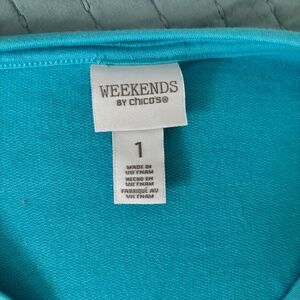 WEEKENDS
BY chico's®
1
MADE IN
VIETNAM
HECHO EN
VIETNAM
FABRIQUÉ AU
VIETNAM